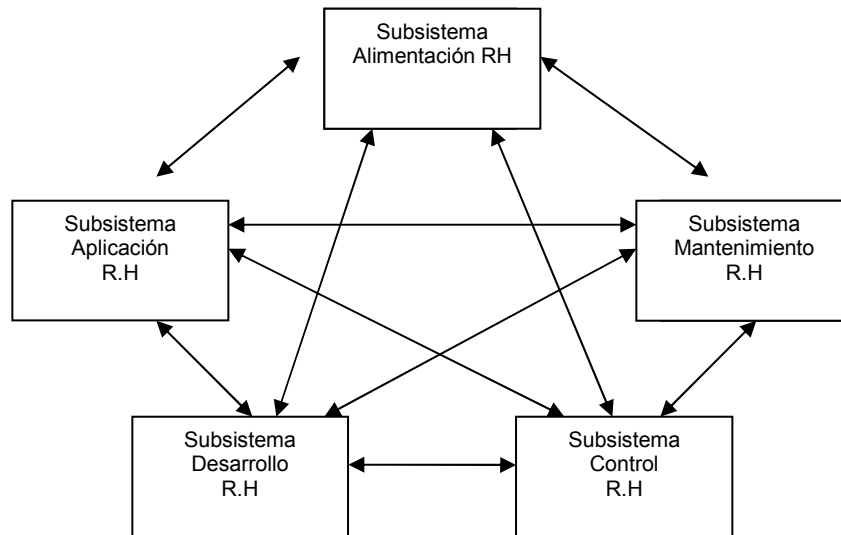 Subsistema
Alimentación RH
Subsistema
Aplicación
R.H
Subsistema
Mantenimiento
R.H
Subsistema
Desarrollo
R.H
Subsistema
Control
R.H